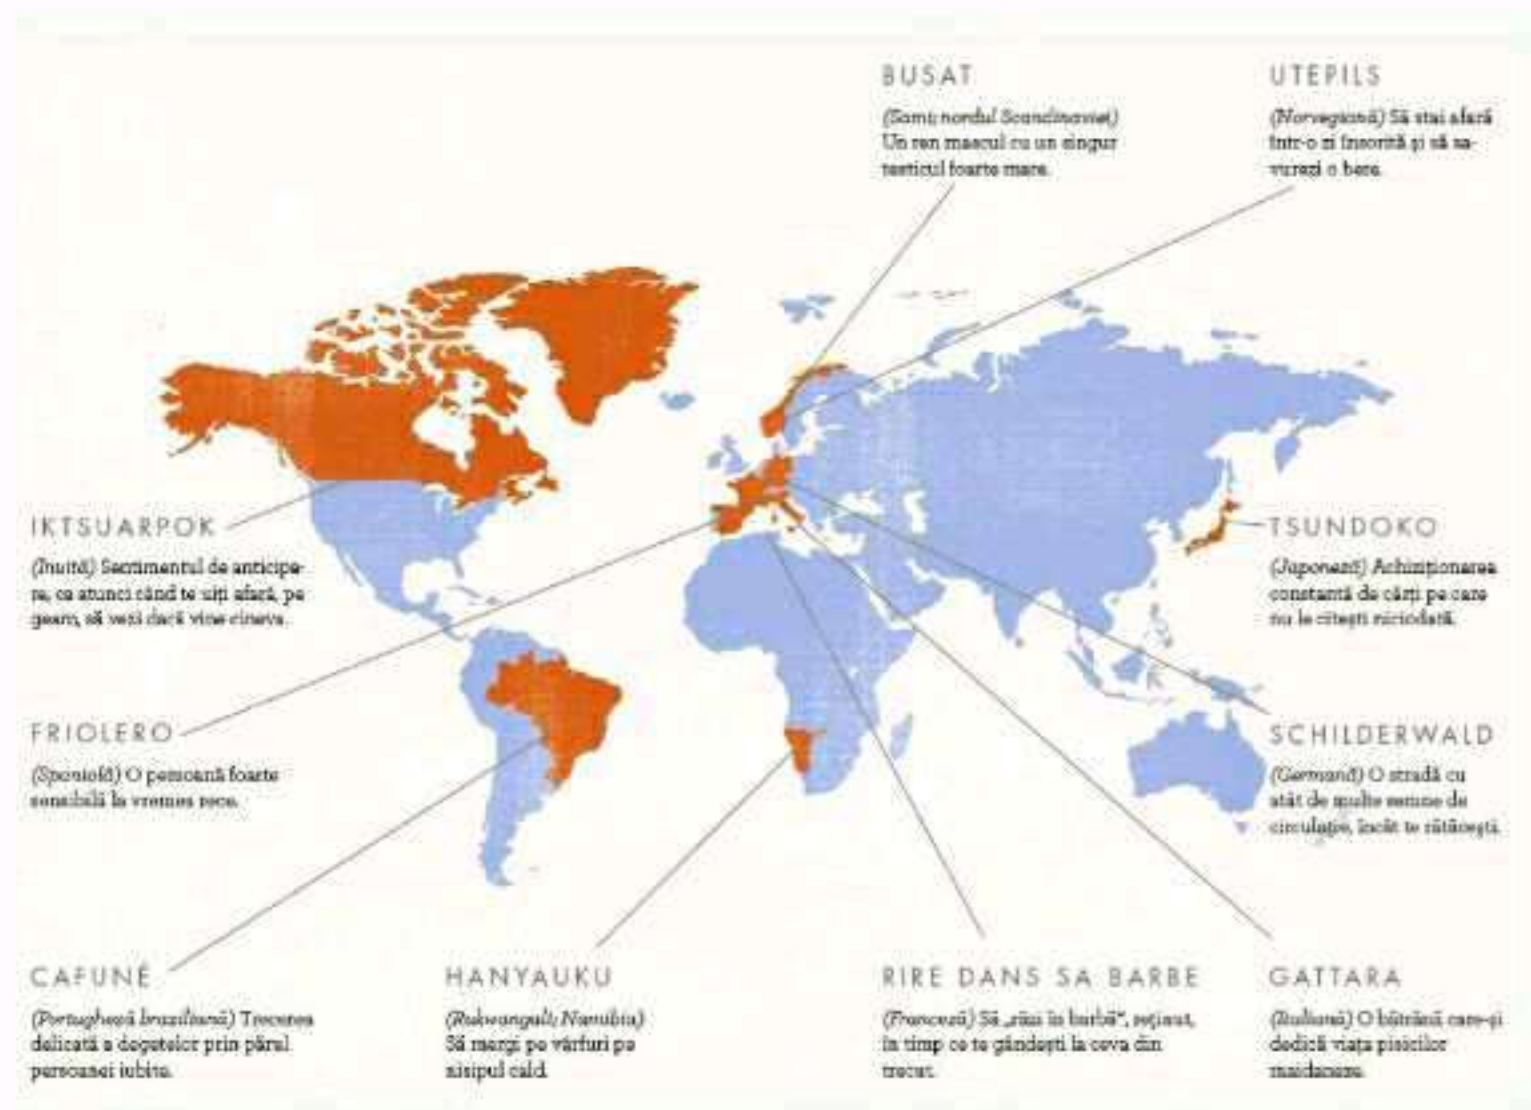 BUSAT
(Sami; nordul Scandinaviei)
Un ren mascul cu un singur
testicul foarte mare.
UTEPILS
(Norvegiană) Să stai afară
într-o zi însorită și să sa-
vurezi o bere.
IKTSUARPOK
(Inuită) Sentimentul de anticipa-
re, ca atunci când te uiți afară, pe
geam, să vezi dacă vine cineva.
TSUNDOKO
(Japoneză) Achiziționarea
constantă de cărți pe care
nu le citești niciodată.
FRIOLERO
(Spaniolă) O persoană foarte
sensibilă la vremea rece.
SCHILDERWALD
(Germană) O stradă cu
atât de multe semne de
circulație, încât te rătăcești.
CAFUNÉ
(Portugheză braziliană) Trecerea
delicată a degetelor prin părul
persoanei iubite.
HANYAUKU
(Rukwangali; Namibia)
Să mergi pe vârfuri pe
nisipul cald.
RIRE DANS SA BARBE
(Franceză) Să „râzi în barbă”, reținut,
în timp ce te gândești la ceva din
trecut.
GATTARA
(Italiană) O bătrână care-și
dedică viața pisicilor
maidaneze.